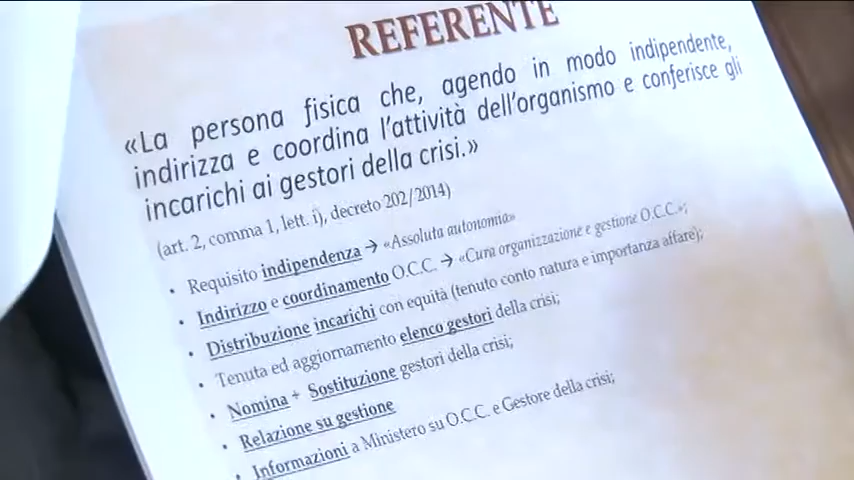 REFERENTE
«La persona fisica che, agendo in modo indipendente,
indirizza e coordina l'attività dell'organismo e conferisce gli
incarichi ai gestori della crisi.»
(art. 2, comma 1, lett. i), decreto 202/2014)
• Requisito indipendenza → «Assoluta autonomia»
• Indirizzo e coordinamento O.C.C. → «Cura organizzazione e gestione O.C.C.»;
• Distribuzione incarichi con equità (tenuto conto natura e importanza affare);
• Tenuta ed aggiornamento elenco gestori della crisi;
• Nomina + Sostituzione gestori della crisi;
• Relazione su gestione
• Informazioni a Ministero su O.C.C. e Gestore della crisi;